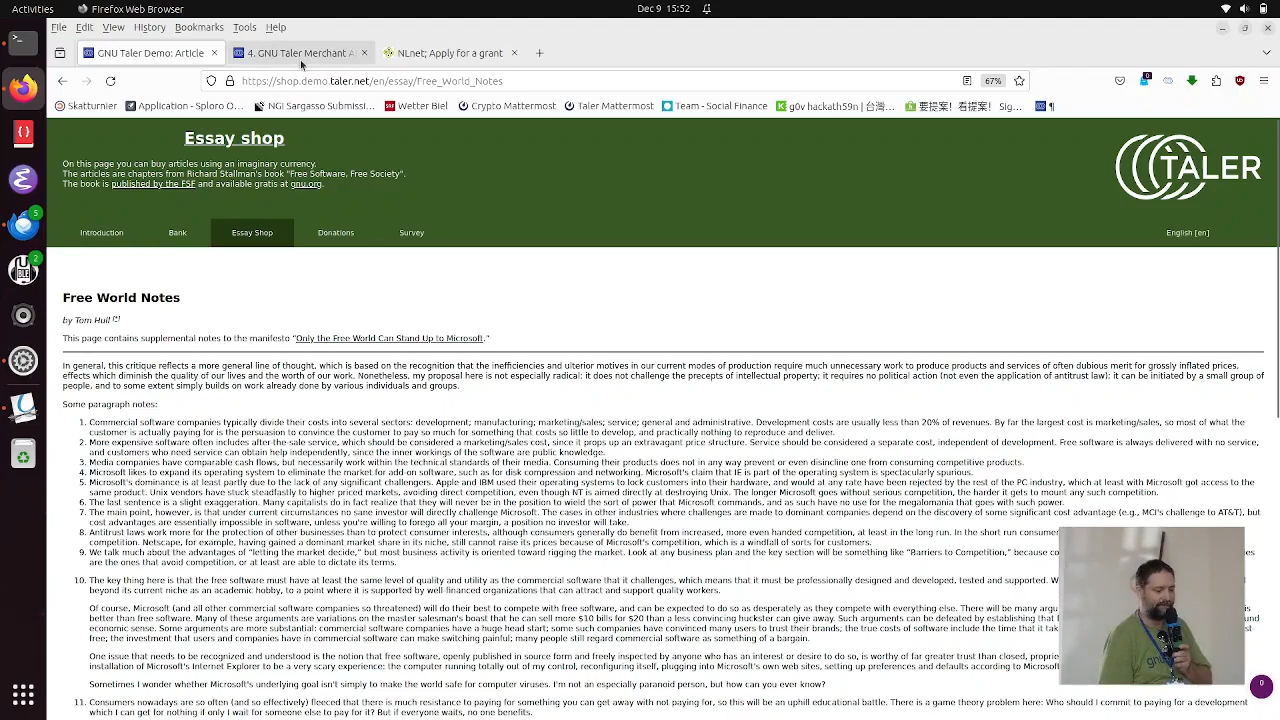 Activities
Firefox Web Browser
Dec 9 15:52
File Edit View History Bookmarks Tools Help
GNU Taler Demo: Article
4. GNU Taler Merchant A
NLnet; Apply for a grant
https://shop.demo.taler.net/en/essay/Free_World_Notes
67%
0
Skatturinn
Application - Sploro O…
NGI Sargasso Submissi…
Wetter Biel
Crypto Mattermost
Taler Mattermost
Team - Social Finance
g0v hackath59n | 台灣…
要提案！看提案！ Sig…
¶
5
2
Essay shop
On this page you can buy articles using an imaginary currency.
The articles are chapters from Richard Stallman's book "Free Software, Free Society".
The book is published by the FSF and available gratis at gnu.org.
TALER
Introduction
Bank
Essay Shop
Donations
Survey
English [en]
Free World Notes
by Tom Hull [*]
This page contains supplemental notes to the manifesto “Only the Free World Can Stand Up to Microsoft.”
In general, this critique reflects a more general line of thought, which is based on the recognition that the inefficiencies and ulterior motives in our current modes of production require much unnecessary work to produce products and services of often dubious merit for grossly inflated prices,
effects which diminish the quality of our lives and the worth of our work. Nonetheless, my proposal here is not especially radical: it does not challenge the precepts of intellectual property; it requires no political action (not even the application of antitrust law); it can be initiated by a small group of
people, and to some extent simply builds on work already done by various individuals and groups.
Some paragraph notes:
1. Commercial software companies typically divide their costs into several sectors: development; manufacturing; marketing/sales; service; general and administrative. Development costs are usually less than 20% of revenues. By far the largest cost is marketing/sales, so most of what the
customer is actually paying for is the persuasion to convince the customer to pay so much for something that costs so little to develop, and practically nothing to reproduce and deliver.
2. More expensive software often includes after-the-sale service, which should be considered a marketing/sales cost, since it props up an extravagant price structure. Service should be considered a separate cost, independent of development. Free software is always delivered with no service,
and customers who need service can obtain help independently, since the inner workings of the software are public knowledge.
3. Media companies have comparable cash flows, but necessarily work within the technical standards of their media. Consuming their products does not in any way prevent or even disincline one from consuming competitive products.
4. Microsoft likes to expand its operating system to eliminate the market for add-on software, such as for disk compression and networking. Microsoft's claim that IE is part of the operating system is spectacularly spurious.
5. Microsoft's dominance is at least partly due to the lack of any significant challengers. Apple and IBM used their operating systems to lock customers into their hardware, and would at any rate have been rejected by the rest of the PC industry, which at least with Microsoft got access to the
same product. Unix vendors have stuck steadfastly to higher priced markets, avoiding direct competition, even though NT is aimed directly at destroying Unix. The longer Microsoft goes without serious competition, the harder it gets to mount any such competition.
6. The last sentence is a slight exaggeration. Many capitalists do in fact realize that they will never be in the position to wield the sort of power that Microsoft commands, and as such have no use for the megalomania that goes with such power.
7. The main point, however, is that under current circumstances no sane investor will directly challenge Microsoft. The cases in other industries where challenges are made to dominant companies depend on the discovery of some significant cost advantage (e.g., MCI's challenge to AT&T), but
cost advantages are essentially impossible in software, unless you're willing to forego all your margin, a position no investor will take.
8. Antitrust laws work more for the protection of other businesses than to protect consumer interests, although consumers generally do benefit from increased, more even handed competition, at least in the long run. In the short run consumer
competition. Netscape, for example, having gained a dominant market share in its niche, still cannot raise its prices because of Microsoft's competition, which is a windfall of sorts for customers.
9. We talk much about the advantages of “letting the market decide,” but most business activity is oriented toward rigging the market. Look at any business plan and the key section will be something like “Barriers to Competition,” because co
are the ones that avoid competition, or at least are able to dictate its terms.
10. The key thing here is that the free software must have at least the same level of quality and utility as the commercial software that it challenges, which means that it must be professionally designed and developed, tested and supported. W
beyond its current niche as an academic hobby, to a point where it is supported by well-financed organizations that can attract and support quality workers.
Of course, Microsoft (and all other commercial software companies so threatened) will do their best to compete with free software, and can be expected to do so as desperately as they compete with everything else. There will be many argu
better than free software. Many of these arguments are variations on the master salesman's boast that he can sell more $10 bills for $20 than a less convincing huckster can give away. Such arguments can be defeated by establishing that f
economic sense. Some arguments are more substantial: commercial software companies have a huge head start; some such companies have convinced many users to trust their brands; the true costs of software include the time that it tak
free; the investment that users and companies have in commercial software can make switching painful; many people still regard commercial software as something of a bargain.
One issue that needs to be recognized and understood is the notion that free software, openly published in source form and freely inspected by anyone who has an interest or desire to do so, is worthy of far greater trust than closed, proprie
installation of Microsoft's Internet Explorer to be a very scary experience: the computer running totally out of my control, reconfiguring itself, plugging into Microsoft's own web sites, setting up preferences and defaults according to Microsof
Sometimes I wonder whether Microsoft's underlying goal isn't simply to make the world safe for computer viruses. I'm not an especially paranoid person, but how can you ever know?
11. Consumers nowadays are so often (and so effectively) fleeced that there is much resistance to paying for something you can get away with not paying for, so this will be an uphill educational battle. There is a game theory problem here: Who should I commit to paying for a development
which I can get for nothing if only I wait for someone else to pay for it? But if everyone waits, no one benefits.
0